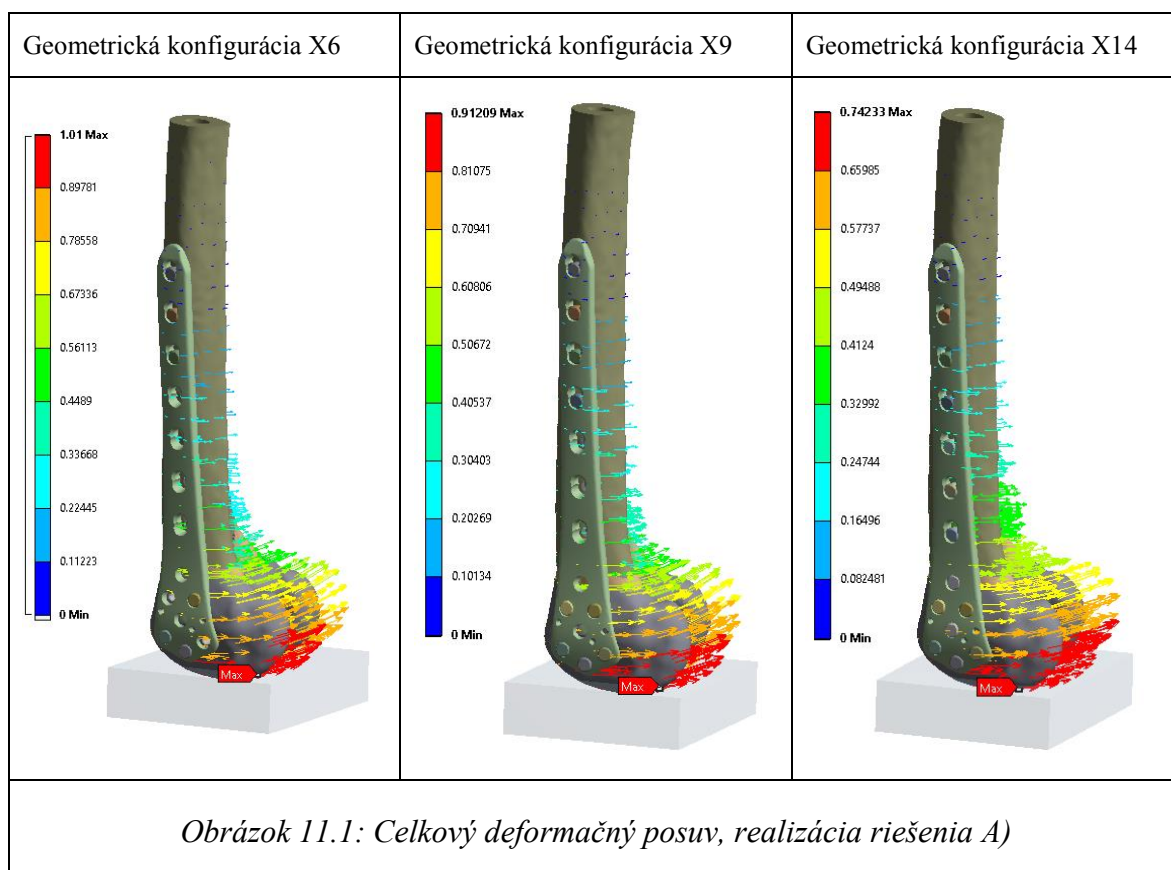 Geometrická konfigurácia X6
Geometrická konfigurácia X9
Geometrická konfigurácia X14
1.01 Max
0.89781
0.78558
0.67336
0.56113
0.4489
0.33668
0.22445
0.11223
0 Min
Max
0.91209 Max
0.81075
0.70941
0.60806
0.50672
0.40537
0.30403
0.20269
0.10134
0 Min
Max
0.74233 Max
0.65985
0.57737
0.49488
0.4124
0.32992
0.24744
0.16496
0.082481
0 Min
Max
Obrázok 11.1: Celkový deformačný posuv, realizácia riešenia A)